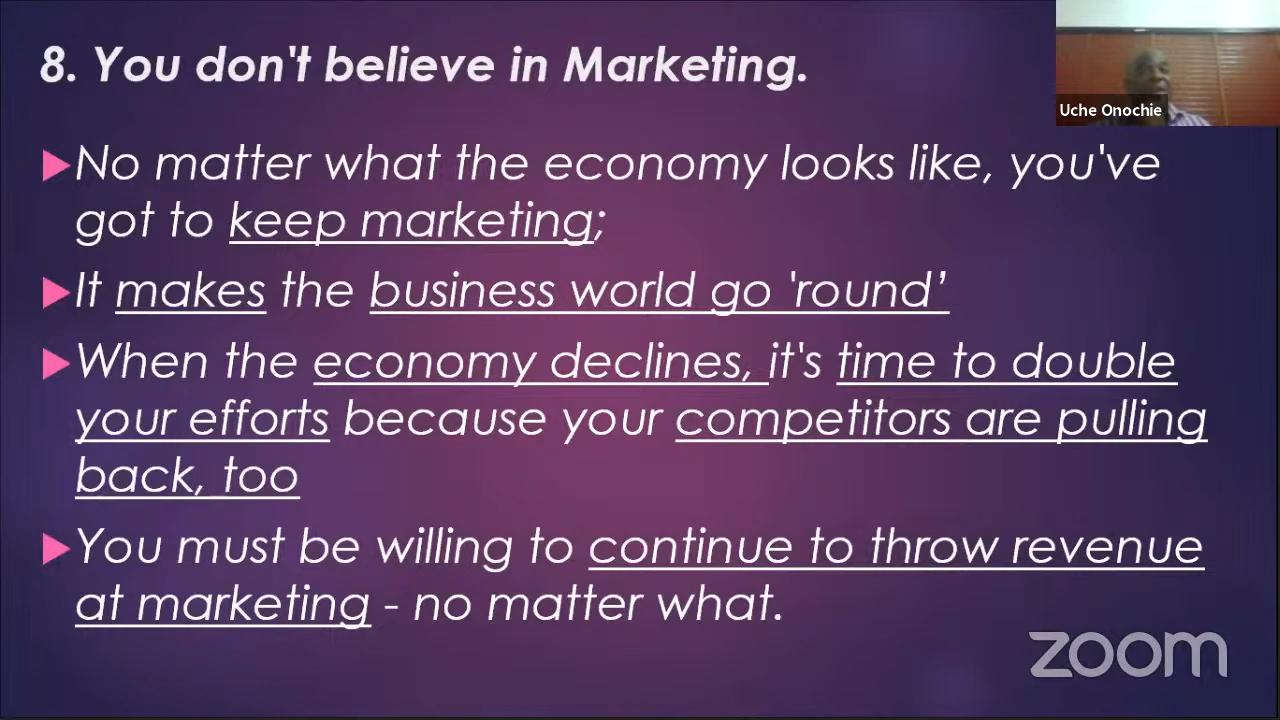 8. You don't believe in Marketing.
Uche Onochie
▶No matter what the economy looks like, you've
got to keep marketing;
▶It makes the business world go 'round’
▶When the economy declines, it's time to double
your efforts because your competitors are pulling
back, too
▶You must be willing to continue to throw revenue
at marketing - no matter what.
zoom